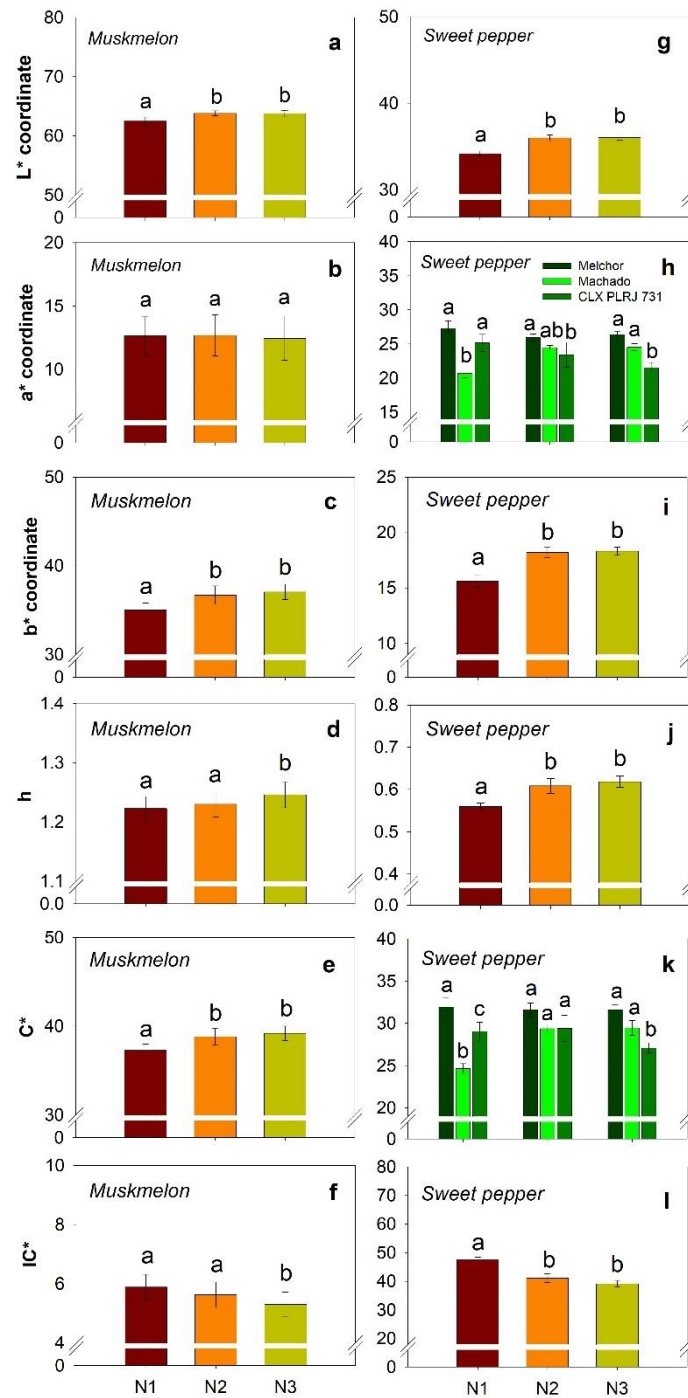 Muskmelon a
L* coordinate
80
70
60
50
0
a b b
Sweet pepper g
50
40
30
0
a b b
Muskmelon b
a* coordinate
20
15
10
0
a a a
Sweet pepper h
Melchor
Machado
CLX PLRJ 731
40
35
30
25
20
15
0
a b a
a ab b
a a b
Muskmelon c
b* coordinate
50
40
30
0
a b b
Sweet pepper i
25
20
15
10
0
a b b
Muskmelon d
h
1.4
1.3
1.2
1.1
0.0
a a b
Sweet pepper j
0.8
0.7
0.6
0.5
0.4
0.0
a b b
Muskmelon e
C*
50
40
30
0
a b b
Sweet pepper k
40
35
30
25
20
0
a b c
a a a
a a b
Muskmelon f
IC*
10
8
6
4
0
a a b
N1 N2 N3
Sweet pepper l
80
70
60
50
40
30
20
0
a b b
N1 N2 N3